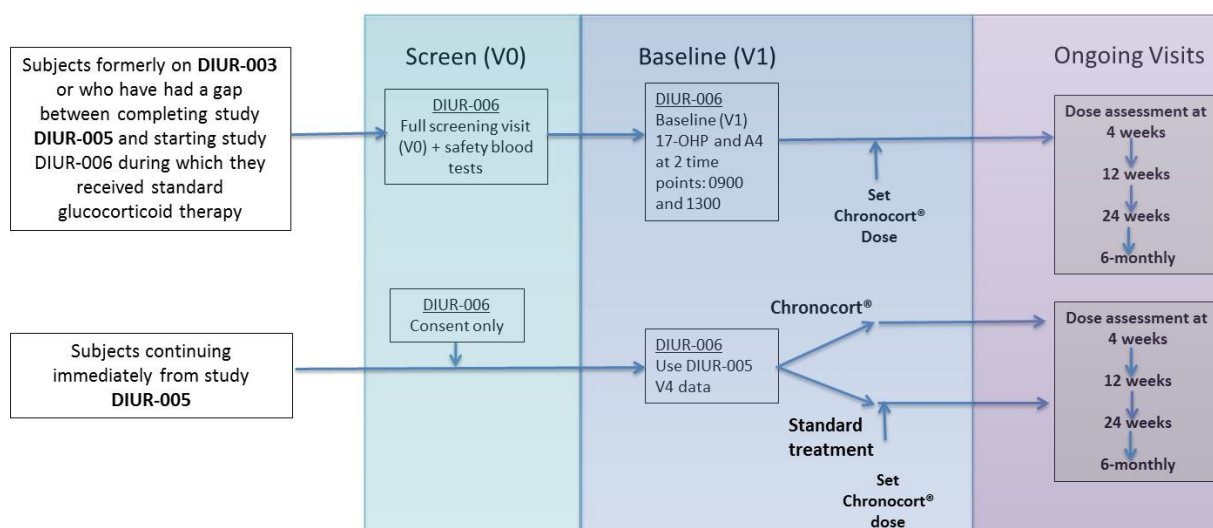 Screen (V0)
Baseline (V1)
Ongoing Visits
Subjects formerly on DIUR-003
or who have had a gap
between completing study
DIUR-005 and starting study
DIUR-006 during which they
received standard
glucocorticoid therapy
DIUR-006
Full screening visit
(V0) + safety blood
tests
DIUR-006
Baseline (V1)
17-OHP and A4
at 2 time
points: 0900
and 1300
Set
Chronocort®
Dose
Dose assessment at
4 weeks
12 weeks
24 weeks
6-monthly
Subjects continuing
immediately from study
DIUR-005
DIUR-006
Consent only
DIUR-006
Use DIUR-005
V4 data
Chronocort®
Standard
treatment
Set
Chronocort®
dose
Dose assessment at
4 weeks
12 weeks
24 weeks
6-monthly